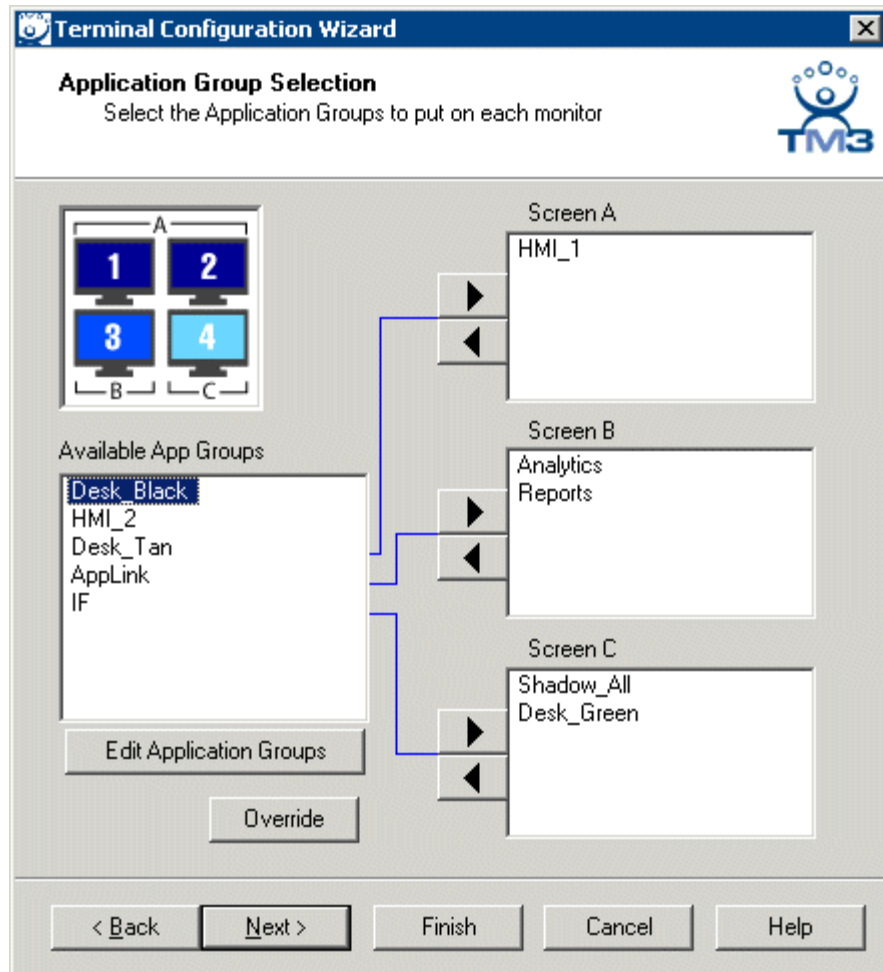 Terminal Configuration Wizard
Application Group Selection
Select the Application Groups to put on each monitor
TM3
A
1 2
3 4
B C
Available App Groups
Desk_Black
HMI_2
Desk_Tan
AppLink
IF
Edit Application Groups
Override
Screen A
HMI_1
Screen B
Analytics
Reports
Screen C
Shadow_All
Desk_Green
< Back
Next >
Finish
Cancel
Help